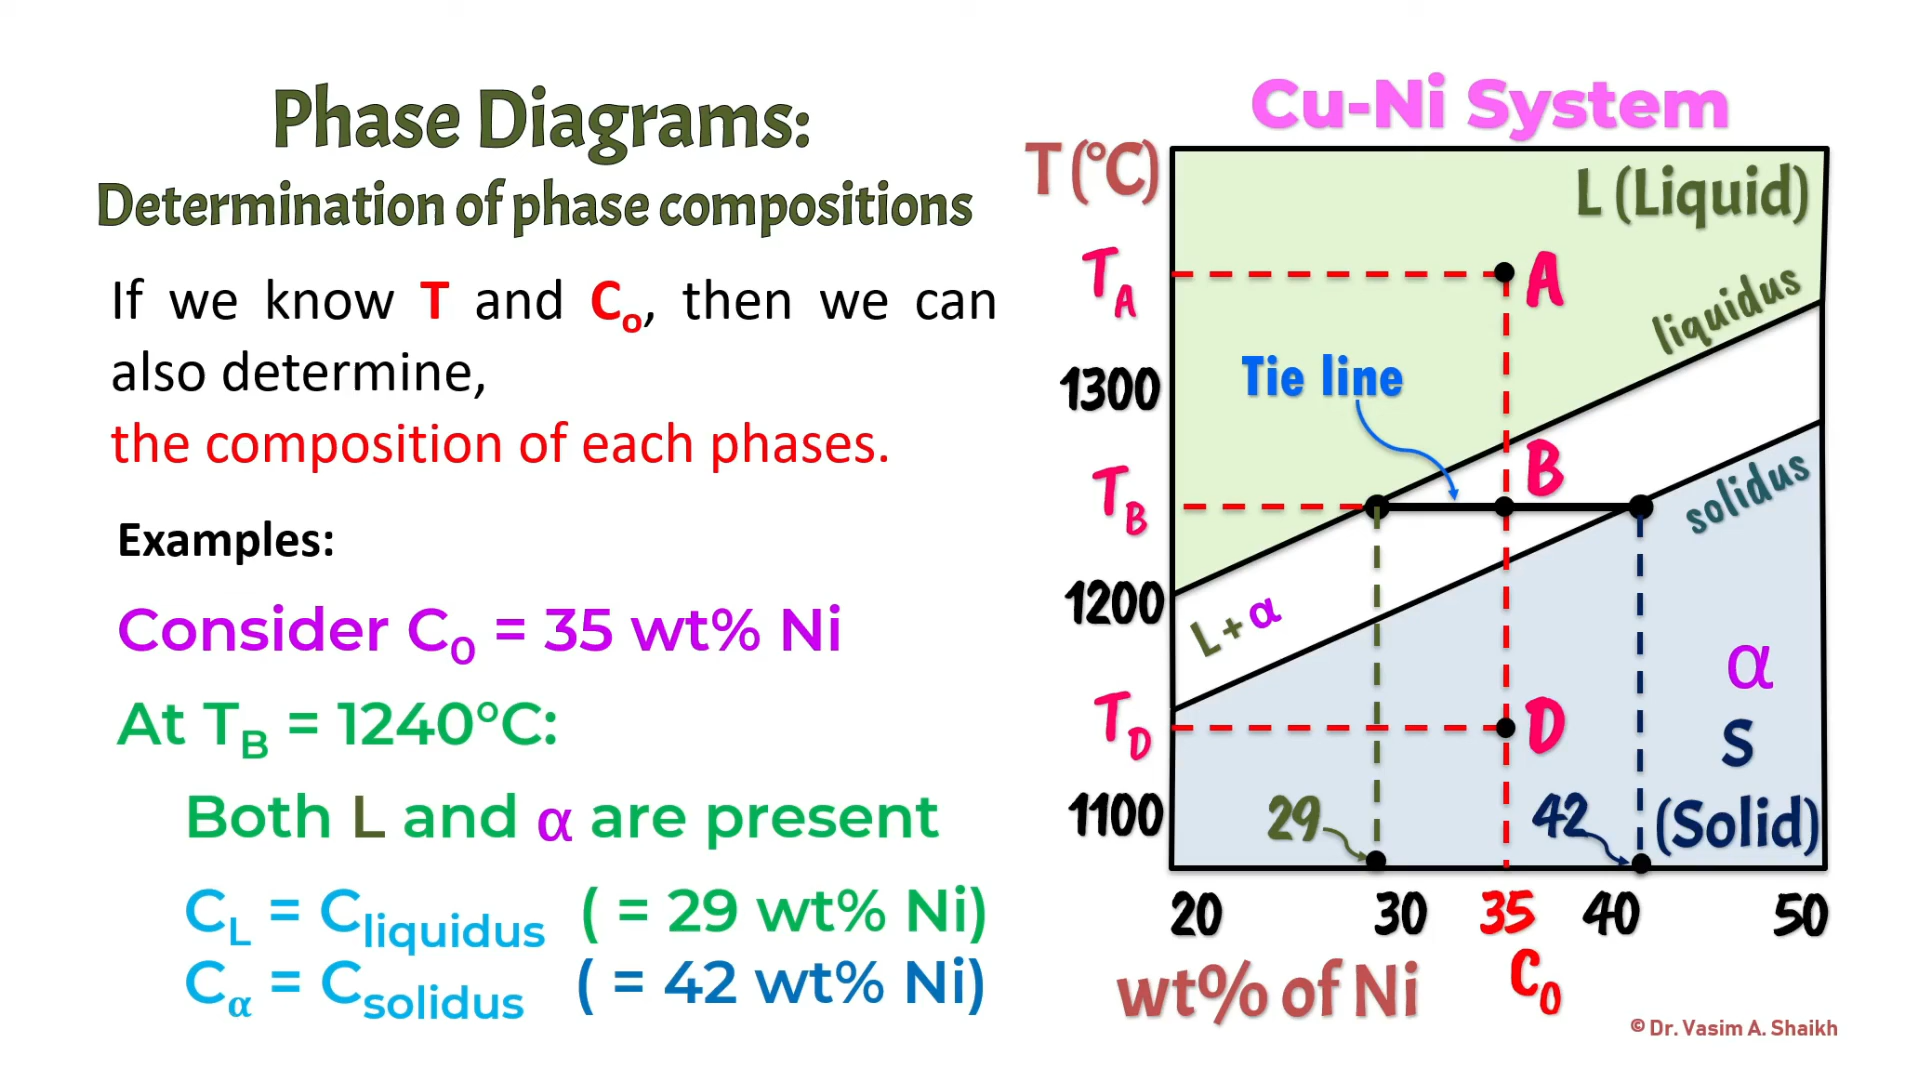 Phase Diagrams:
Determination of phase compositions
If we know T and Co, then we can
also determine,
the composition of each phases.
Examples:
Consider C0 = 35 wt% Ni
At TB = 1240°C:
Both L and α are present
CL = Cliquidus ( = 29 wt% Ni)
Cα = Csolidus ( = 42 wt% Ni)
Cu-Ni System
T (°C)
L (Liquid)
TA
A
liquidus
1300
Tie line
B
TB
solidus
1200
L + α
α
TD
D
S
1100
29
42
(Solid)
20
30
35
40
50
wt% of Ni
C0
© Dr. Vasim A. Shaikh